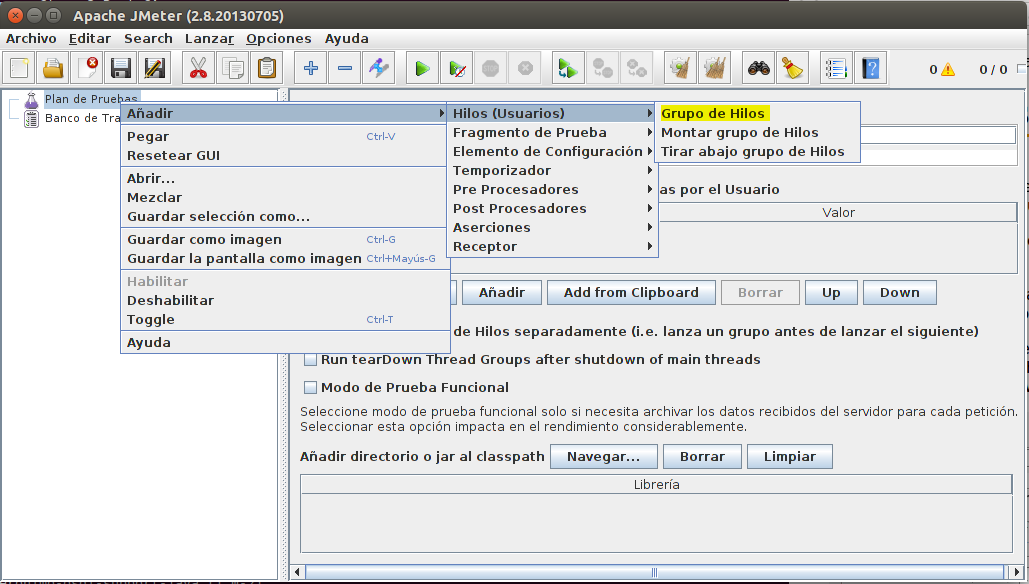 Apache JMeter (2.8.20130705)
Archivo Editar Search Lanzar Opciones Ayuda
0 0 / 0
Plan de Pruebas
Banco de Tra
Añadir
Pegar Ctrl-V
Resetear GUI
Abrir...
Mezclar
Guardar selección como...
Guardar como imagen Ctrl-G
Guardar la pantalla como imagen Ctrl+Mayús-G
Habilitar
Deshabilitar
Toggle Ctrl-T
Ayuda
Hilos (Usuarios)
Fragmento de Prueba
Elemento de Configuración
Temporizador
Pre Procesadores
Post Procesadores
Aserciones
Receptor
Grupo de Hilos
Montar grupo de Hilos
Tirar abajo grupo de Hilos
as por el Usuario
Valor
Añadir Add from Clipboard Borrar Up Down
de Hilos separadamente (i.e. lanza un grupo antes de lanzar el siguiente)
Run tearDown Thread Groups after shutdown of main threads
Modo de Prueba Funcional
Seleccione modo de prueba funcional solo si necesita archivar los datos recibidos del servidor para cada petición.
Seleccionar esta opción impacta en el rendimiento considerablemente.
Añadir directorio o jar al classpath Navegar... Borrar Limpiar
Librería